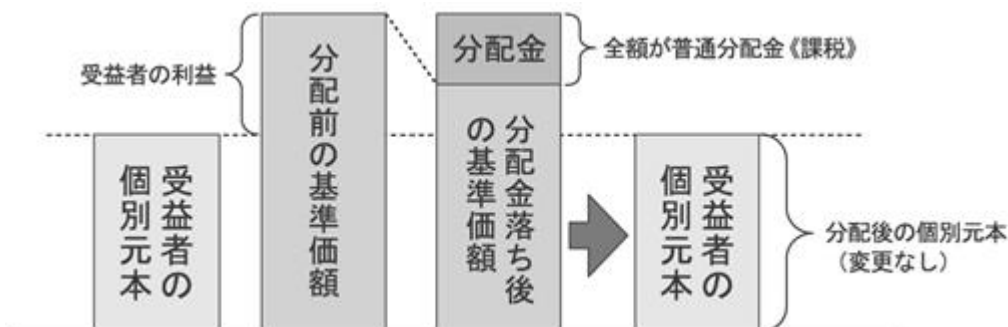 受益者の利益
受益者の
個別元本
分配前の基準価額
分配金
全額が普通分配金《課税》
分配金落ち後
の基準価額
受益者の
個別元本
分配後の個別元本
（変更なし）